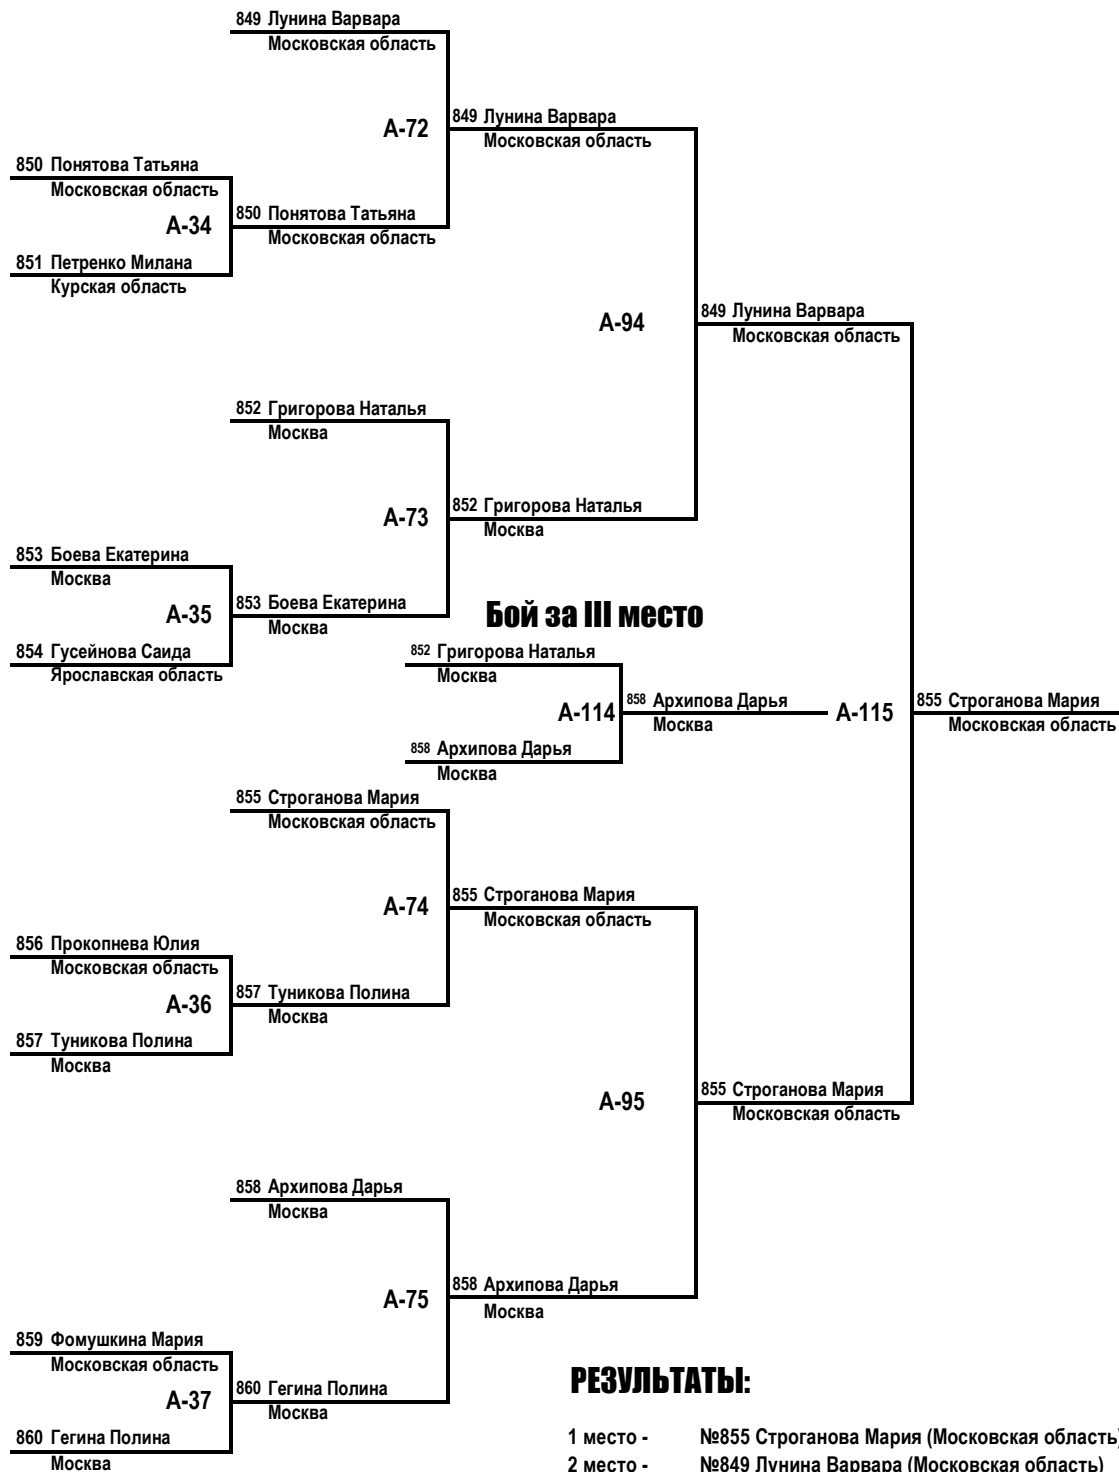 849 Лунина Варвара
Московская область
А-72
849 Лунина Варвара
Московская область
850 Понятова Татьяна
Московская область
А-34
850 Понятова Татьяна
Московская область
851 Петренко Милана
Курская область
А-94
849 Лунина Варвара
Московская область
852 Григорова Наталья
Москва
А-73
852 Григорова Наталья
Москва
853 Боева Екатерина
Москва
А-35
853 Боева Екатерина
Москва
854 Гусейнова Саида
Ярославская область
Бой за III место
852 Григорова Наталья
Москва
А-114
858 Архипова Дарья
Москва
858 Архипова Дарья
Москва
А-115
855 Строганова Мария
Московская область
855 Строганова Мария
Московская область
А-74
855 Строганова Мария
Московская область
856 Прокопнева Юлия
Московская область
А-36
857 Туникова Полина
Москва
857 Туникова Полина
Москва
А-95
855 Строганова Мария
Московская область
858 Архипова Дарья
Москва
А-75
858 Архипова Дарья
Москва
859 Фомушкина Мария
Московская область
А-37
860 Гегина Полина
Москва
860 Гегина Полина
Москва
РЕЗУЛЬТАТЫ:
1 место - №855 Строганова Мария (Московская область)
2 место - №849 Лунина Варвара (Московская область)